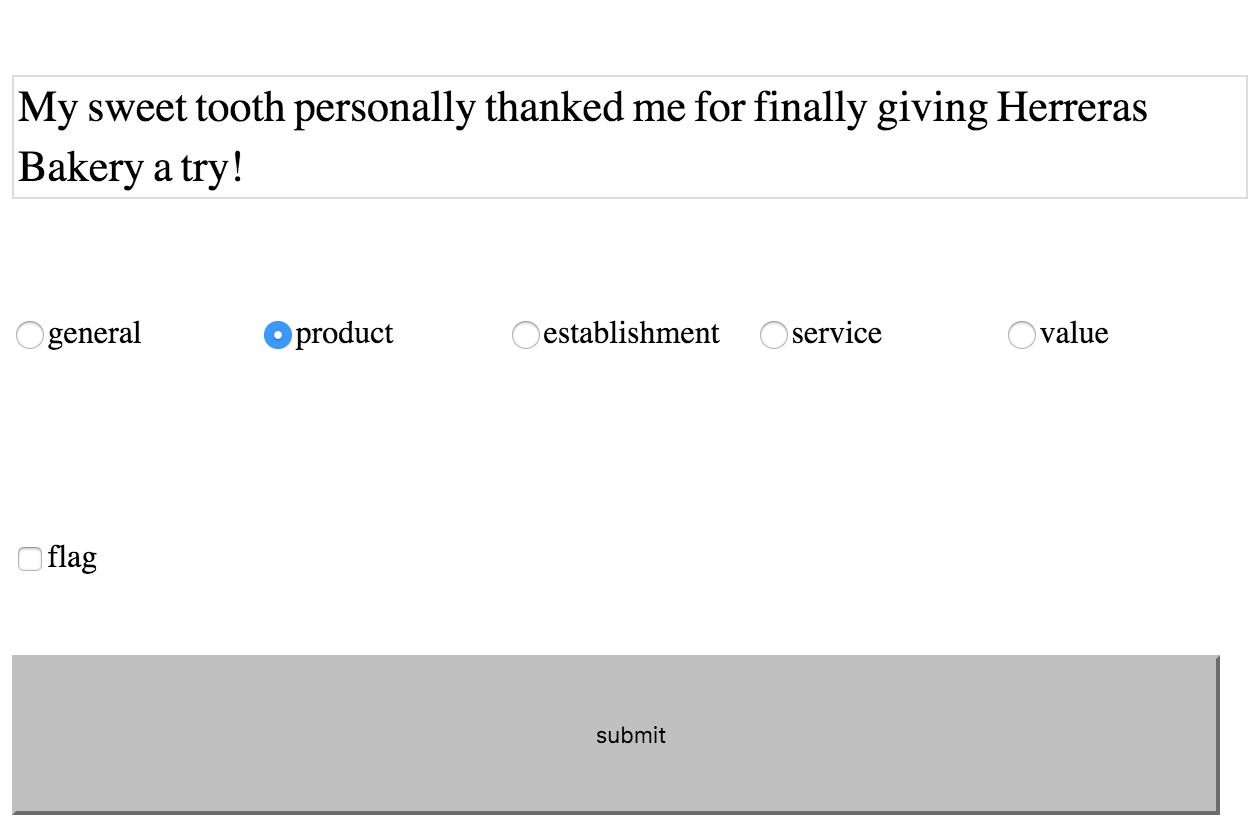 My sweet tooth personally thanked me for finally giving Herreras
Bakery a try!
general product establishment service value
flag
submit